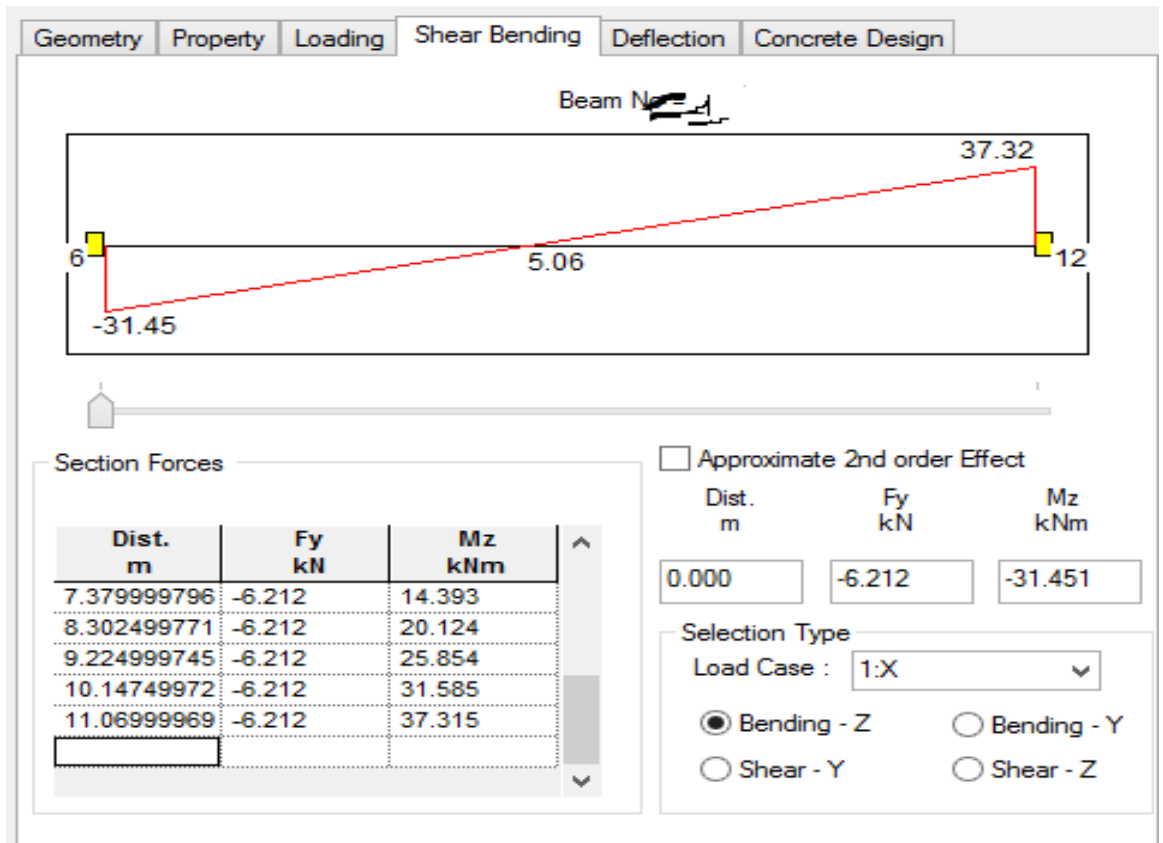 Geometry Property Loading Shear Bending Deflection Concrete Design
Beam
37.32
6 5.06 12
-31.45
Section Forces
Approximate 2nd order Effect
Dist. Fy Mz
m kN kNm
0.000 -6.212 -31.451
Dist. Fy Mz
m kN kNm
7.379999796 -6.212 14.393
8.302499771 -6.212 20.124
9.224999745 -6.212 25.854
10.14749972 -6.212 31.585
11.06999969 -6.212 37.315
Selection Type
Load Case : 1:X
Bending - Z Bending - Y
Shear - Y Shear - Z